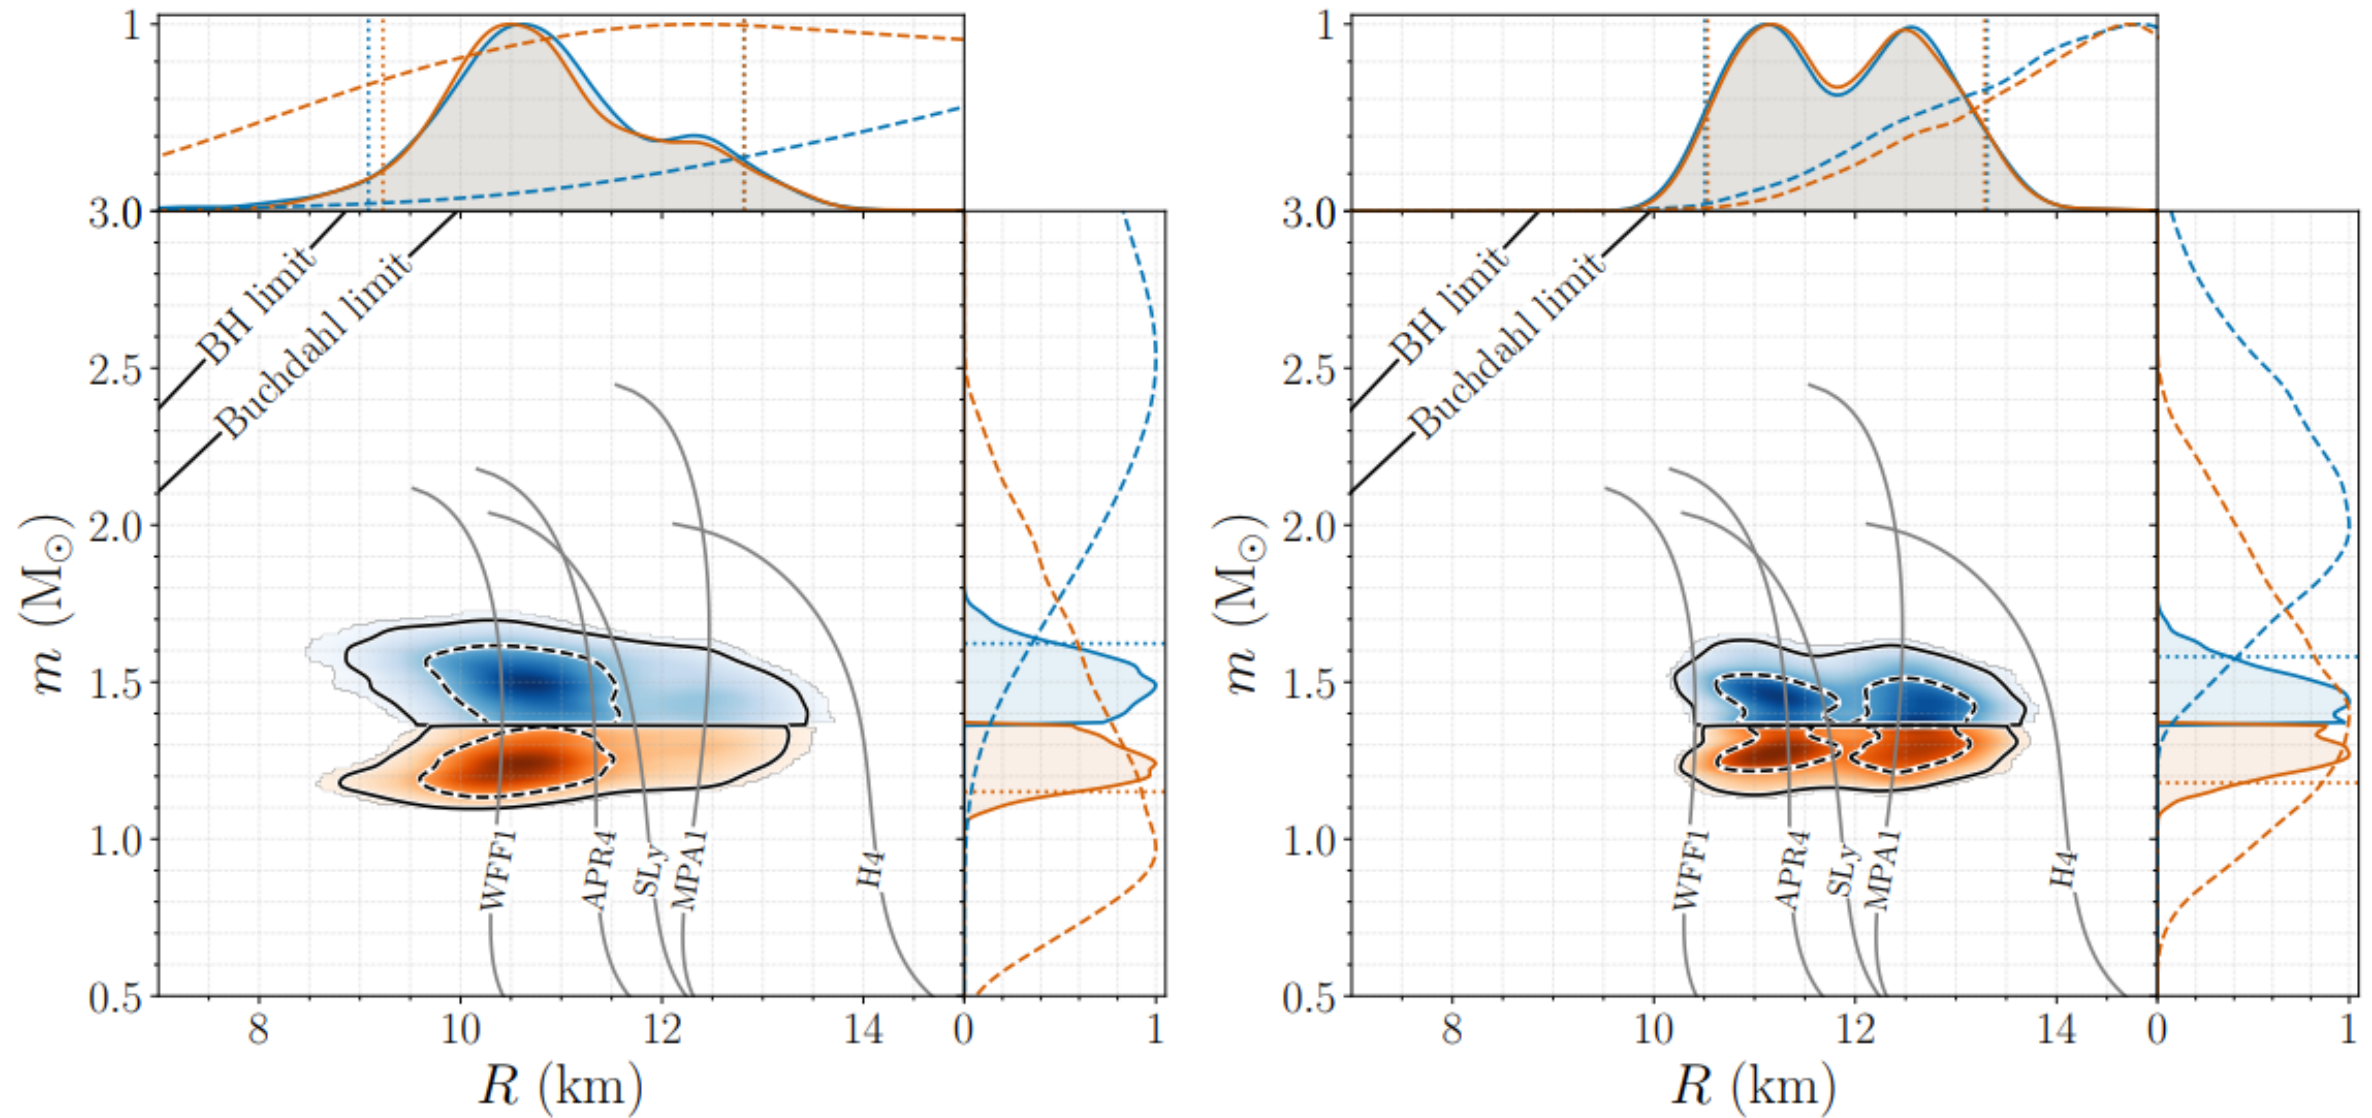 1
3.0
2.5
2.0
1.5
1.0
0.5
m (M⊙)
BH limit
Buchdahl limit
WFF1
APR4
SLy
MPA1
H4
8 10 12 14 0 1
R (km)
1
3.0
2.5
2.0
1.5
1.0
0.5
m (M⊙)
BH limit
Buchdahl limit
WFF1
APR4
SLy
MPA1
H4
8 10 12 14 0 1
R (km)